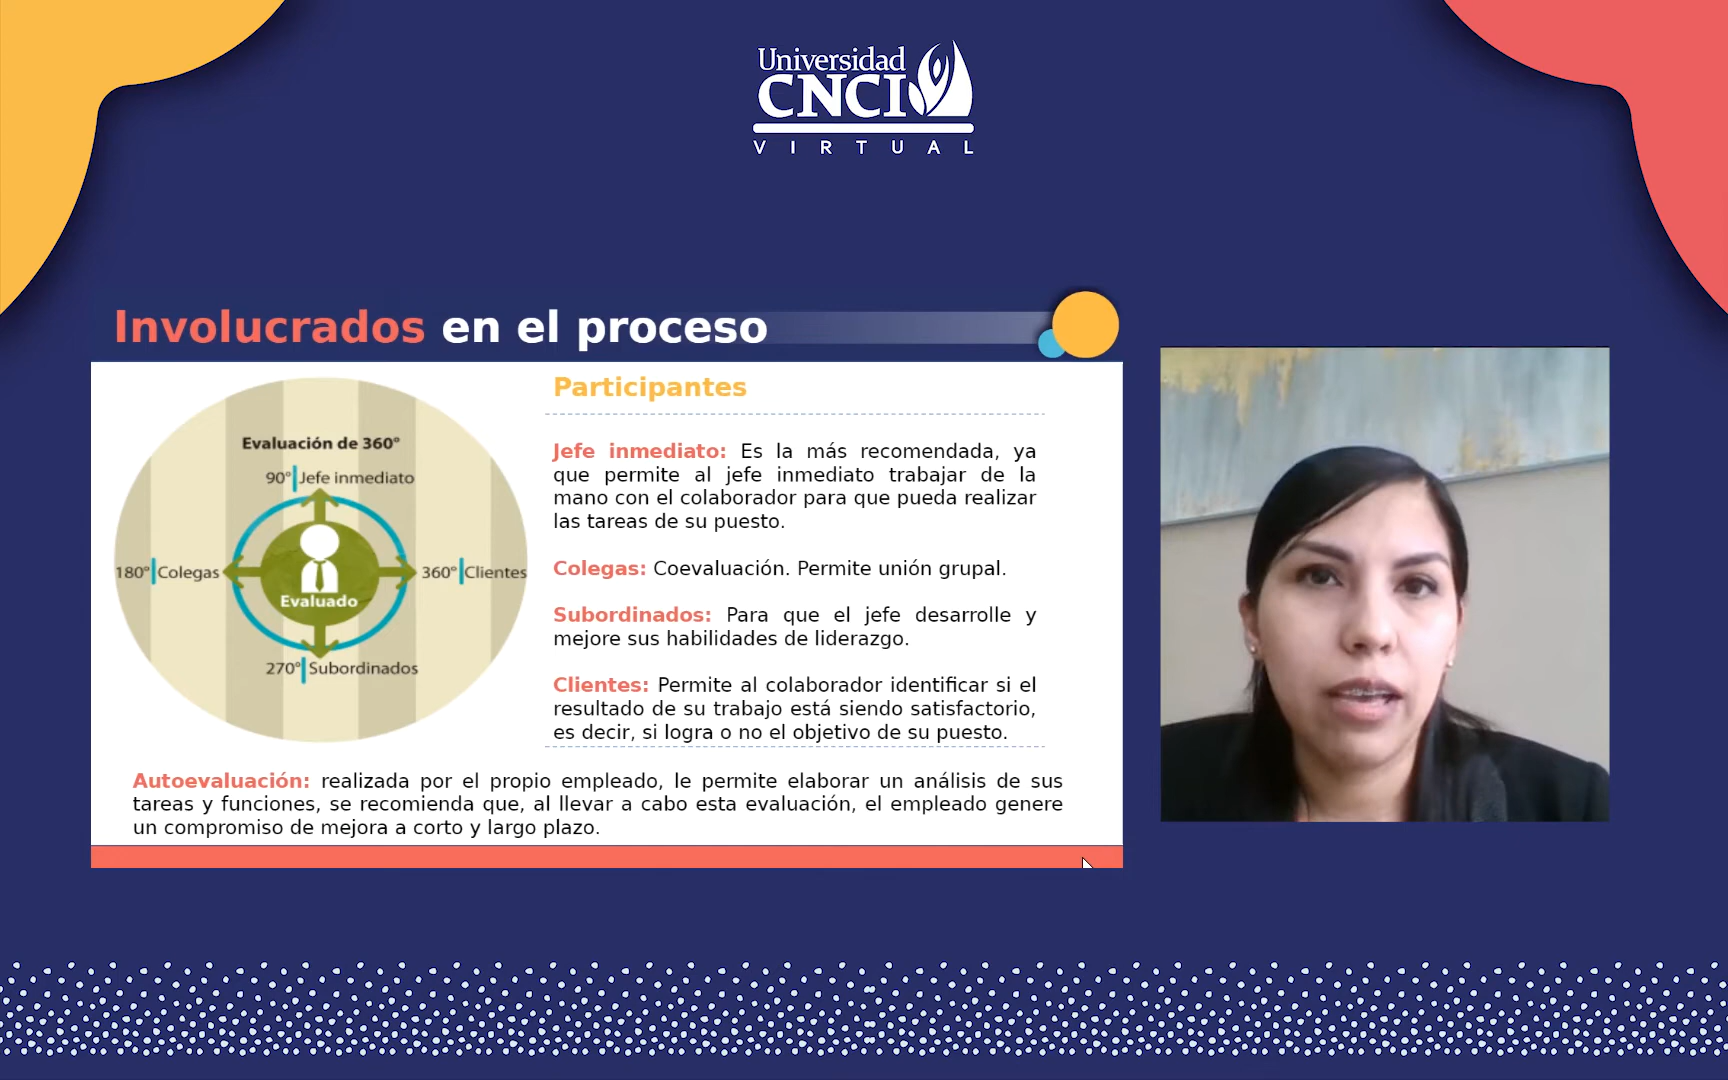 Universidad
CNCI
VIRTUAL
Involucrados en el proceso
Evaluación de 360°
90° Jefe inmediato
180° Colegas
360° Clientes
Evaluado
270° Subordinados
Participantes
Jefe inmediato: Es la más recomendada, ya
que permite al jefe inmediato trabajar de la
mano con el colaborador para que pueda realizar
las tareas de su puesto.
Colegas: Coevaluación. Permite unión grupal.
Subordinados: Para que el jefe desarrolle y
mejore sus habilidades de liderazgo.
Clientes: Permite al colaborador identificar si el
resultado de su trabajo está siendo satisfactorio,
es decir, si logra o no el objetivo de su puesto.
Autoevaluación: realizada por el propio empleado, le permite elaborar un análisis de sus
tareas y funciones, se recomienda que, al llevar a cabo esta evaluación, el empleado genere
un compromiso de mejora a corto y largo plazo.